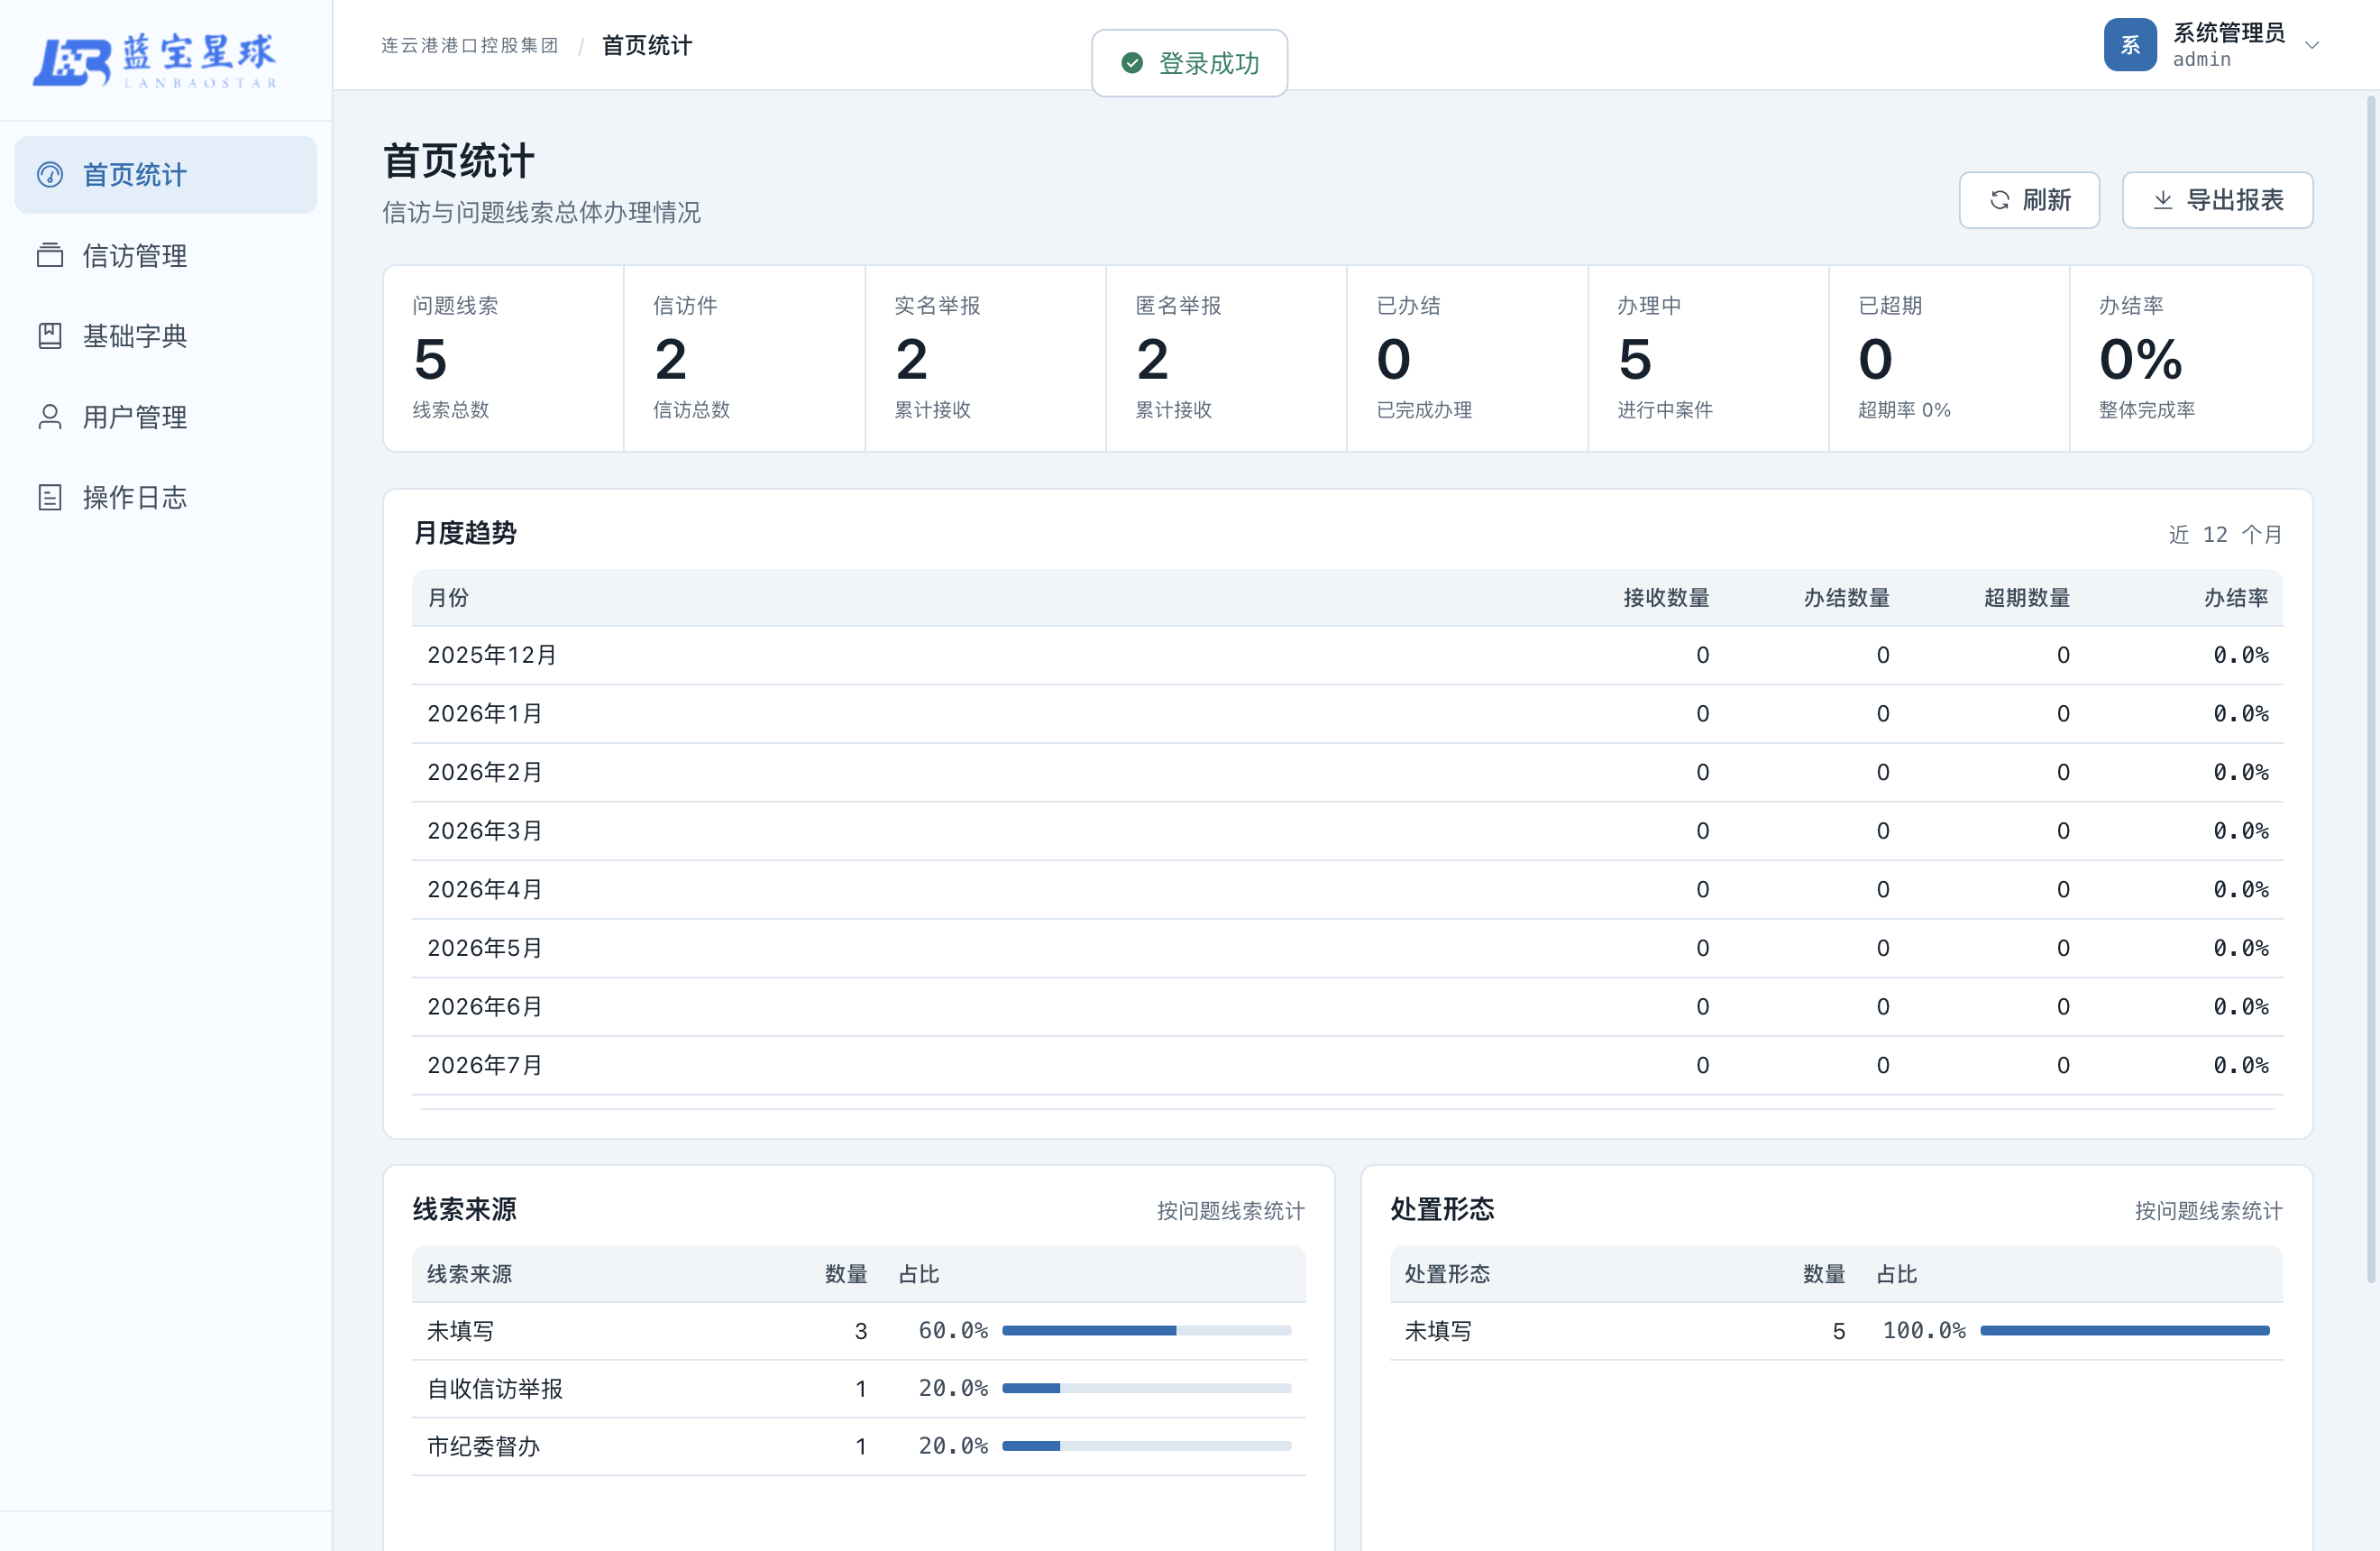 蓝宝星球
LANBAOSTAR
连云港港口控股集团 / 首页统计
登录成功
系 系统管理员
admin
首页统计
信访管理
基础字典
用户管理
操作日志
首页统计
信访与问题线索总体办理情况
刷新 导出报表
问题线索 信访件 实名举报 匿名举报 已办结 办理中 已超期 办结率
5 2 2 2 0 5 0 0%
线索总数 信访总数 累计接收 累计接收 已完成办理 进行中案件 超期率 0% 整体完成率
月度趋势 近 12 个月
月份 接收数量 办结数量 超期数量 办结率
2025年12月 0 0 0 0.0%
2026年1月 0 0 0 0.0%
2026年2月 0 0 0 0.0%
2026年3月 0 0 0 0.0%
2026年4月 0 0 0 0.0%
2026年5月 0 0 0 0.0%
2026年6月 0 0 0 0.0%
2026年7月 0 0 0 0.0%
线索来源 按问题线索统计
线索来源 数量 占比
未填写 3 60.0%
自收信访举报 1 20.0%
市纪委督办 1 20.0%
处置形态 按问题线索统计
处置形态 数量 占比
未填写 5 100.0%